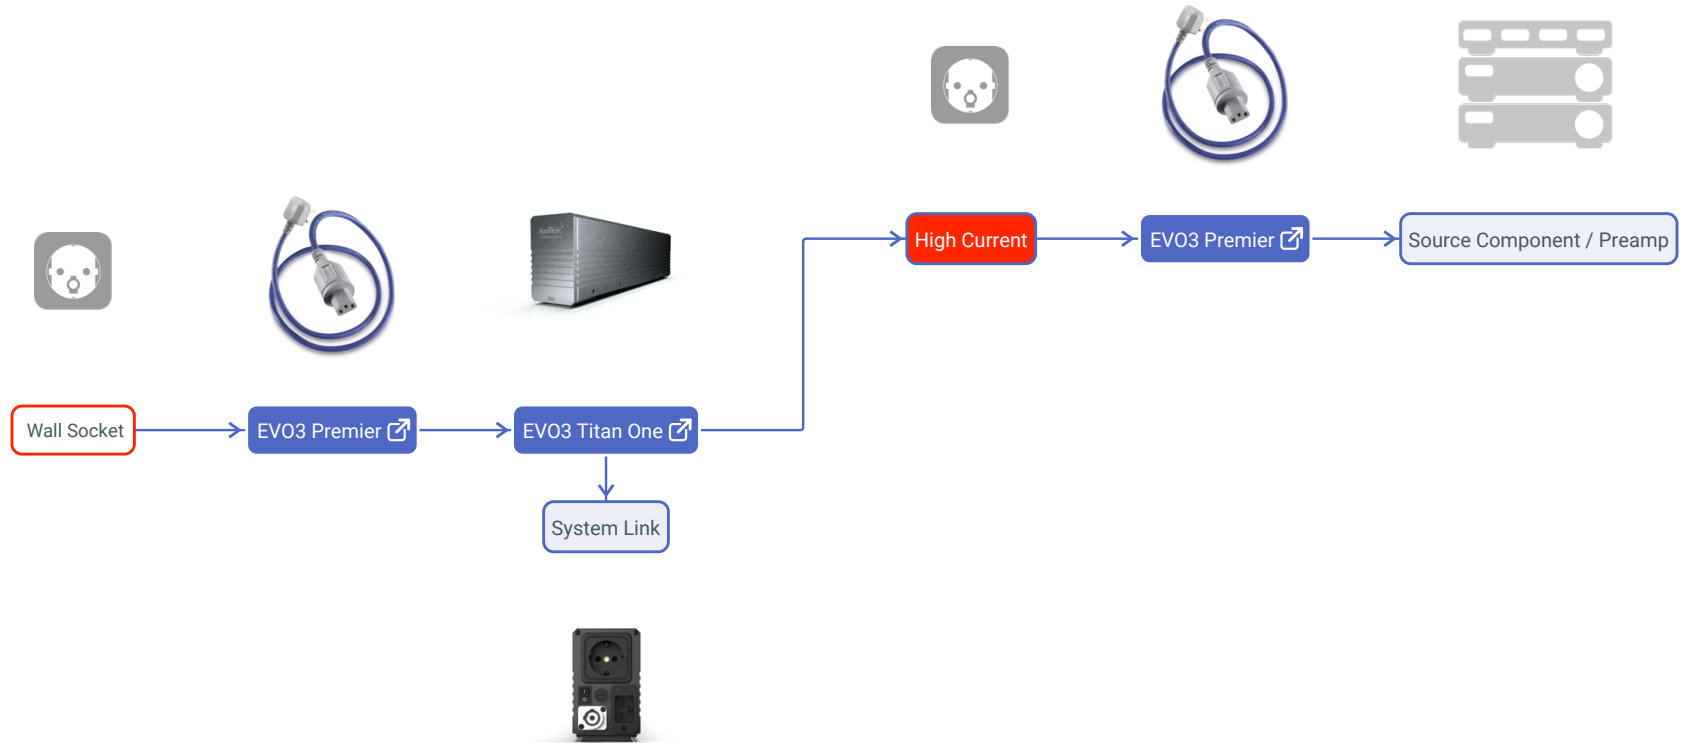 High Current
EVO3 Premier
Source Component / Preamp
Wall Socket
EVO3 Premier
EVO3 Titan One
System Link